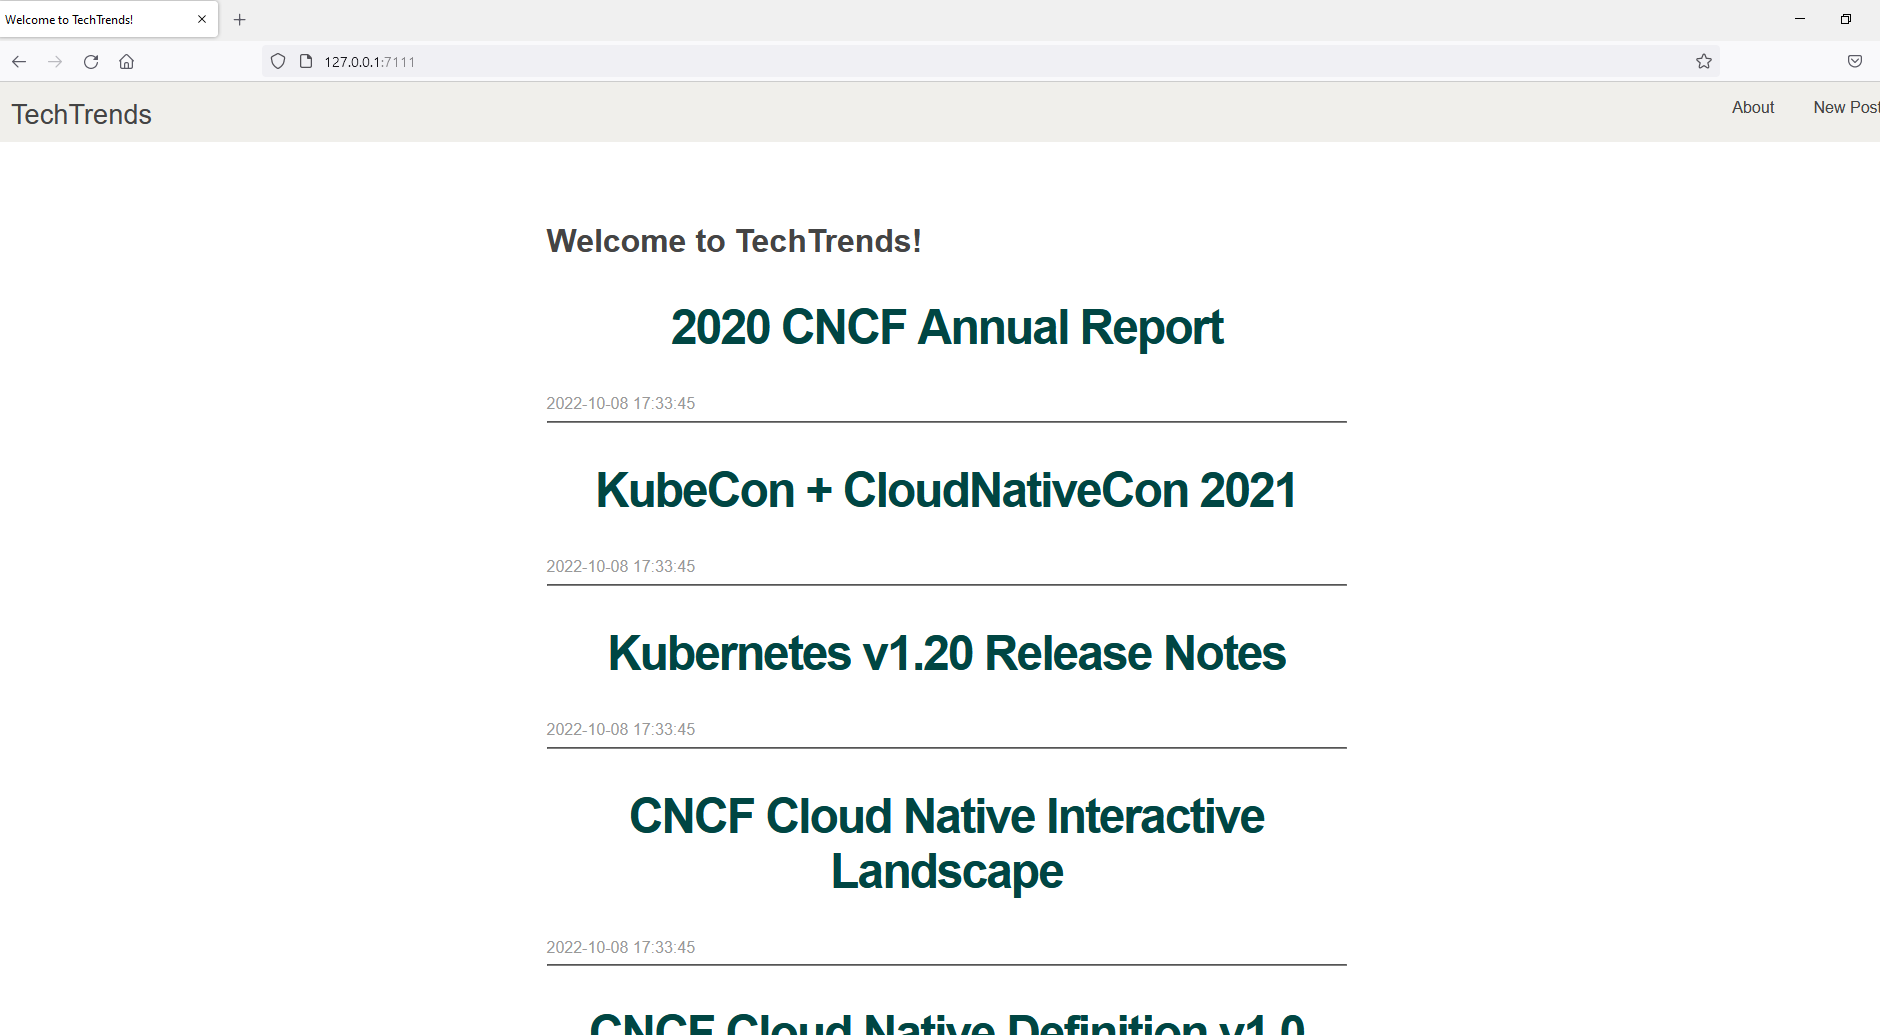 Welcome to TechTrends!
127.0.0.1:7111
TechTrends
About
New Post
Welcome to TechTrends!
2020 CNCF Annual Report
2022-10-08 17:33:45
KubeCon + CloudNativeCon 2021
2022-10-08 17:33:45
Kubernetes v1.20 Release Notes
2022-10-08 17:33:45
CNCF Cloud Native Interactive
Landscape
2022-10-08 17:33:45
CNCF Cloud Native Definition v1.0